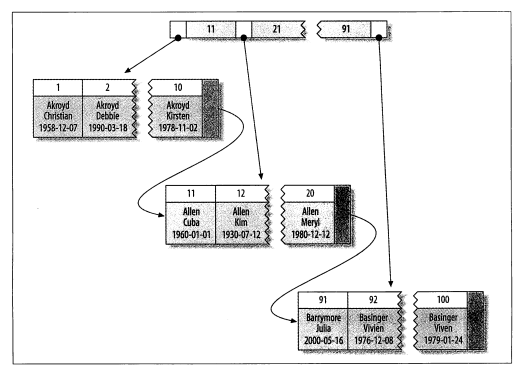 11 21 91
1 2 10
Akroyd Akroyd Akroyd
Christian Debbie Kirsten
1958-12-07 1990-03-18 1978-11-02
11 12 20
Allen Allen Allen
Cuba Kim Meryl
1960-01-01 1930-07-12 1980-12-12
91 92 100
Barrymore Basinger Basinger
Julia Vivien Viven
2000-05-16 1976-12-08 1979-01-24